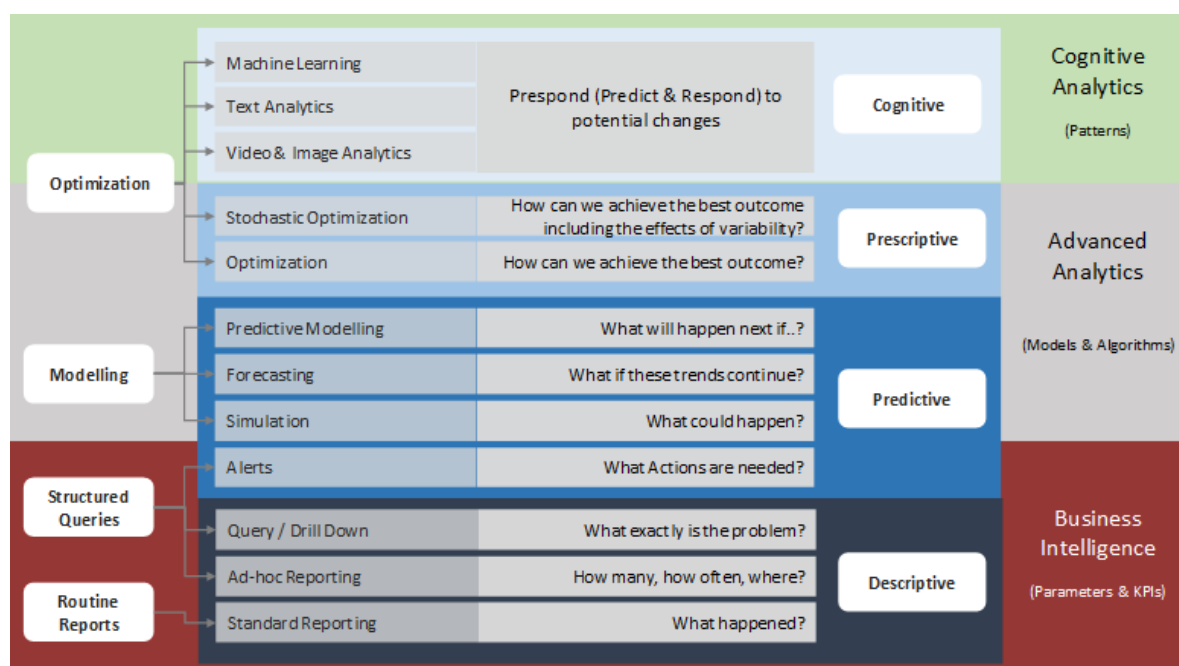 Machine Learning
Text Analytics
Video & Image Analytics
Prespond (Predict & Respond) to
potential changes
Cognitive
Cognitive
Analytics
(Patterns)
Optimization
Stochastic Optimization
How can we achieve the best outcome
including the effects of variability?
Optimization
How can we achieve the best outcome?
Prescriptive
Advanced
Analytics
(Models & Algorithms)
Modelling
Predictive Modelling
What will happen next if..?
Forecasting
What if these trends continue?
Simulation
What could happen?
Alerts
What Actions are needed?
Predictive
Structured
Queries
Query / Drill Down
What exactly is the problem?
Ad-hoc Reporting
How many, how often, where?
Standard Reporting
What happened?
Descriptive
Business
Intelligence
(Parameters & KPIs)
Routine
Reports